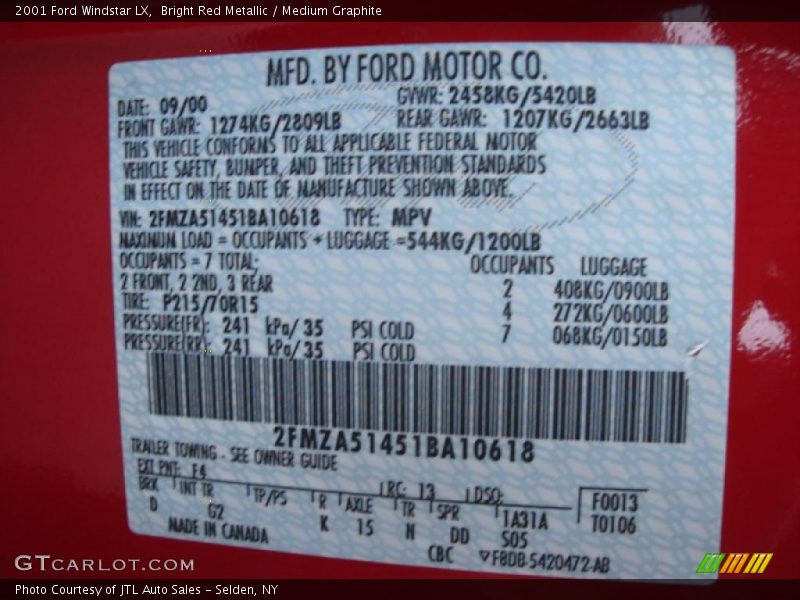 2001 Ford Windstar LX, Bright Red Metallic / Medium Graphite
MFD. BY FORD MOTOR CO.
DATE: 09/00 GVWR: 2458KG/5420LB
FRONT GAWR: 1274KG/2809LB REAR GAWR: 1207KG/2663LB
THIS VEHICLE CONFORMS TO ALL APPLICABLE FEDERAL MOTOR
VEHICLE SAFETY, BUMPER, AND THEFT PREVENTION STANDARDS
IN EFFECT ON THE DATE OF MANUFACTURE SHOWN ABOVE.
VIN: 2FMZA51451BA10618 TYPE: MPV
MAXIMUM LOAD = OCCUPANTS + LUGGAGE =544KG/1200LB
OCCUPANTS = 7 TOTAL; OCCUPANTS LUGGAGE
2 FRONT, 2 2ND, 3 REAR 2 408KG/0900LB
TIRE: P215/70R15 4 272KG/0600LB
PRESSURE(FR): 241 kPa/ 35 PSI COLD 7 068KG/0150LB
PRESSURE(RR): 241 kPa/ 35 PSI COLD
2FMZA51451BA10618
TRAILER TOWING - SEE OWNER GUIDE
EXT PNT: F4 RC: 13 DSO: F0013
BRK INT TR TP/PS R AXLE TR SPR 1A31A T0106
D G2 K 15 N DD S05
MADE IN CANADA CBC ▽F8DB-5420472-AB
GTCARLOT.COM
Photo Courtesy of JTL Auto Sales - Selden, NY